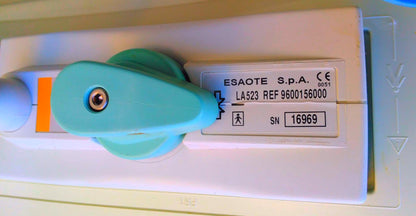 ESAOTE S.p.A. CE
0051
LA523 REF 9600156000
SN 16969